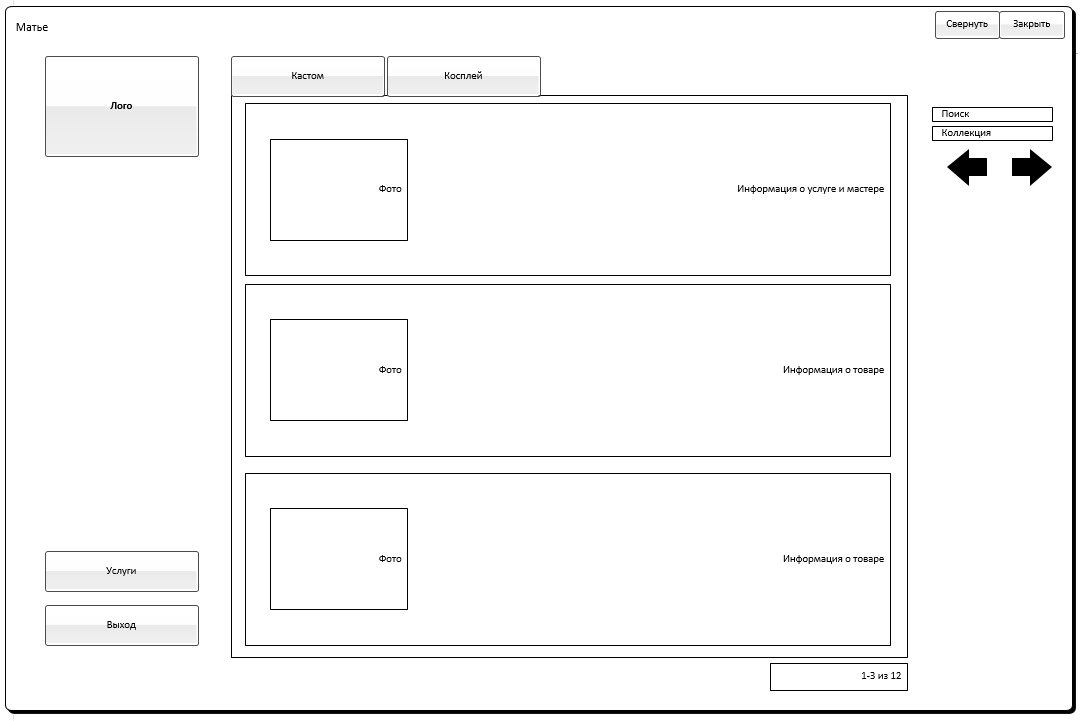 Матье
Свернуть
Закрыть
Лого
Кастом
Косплей
Поиск
Коллекция
Фото
Информация о услуге и мастере
Фото
Информация о товаре
Фото
Информация о товаре
Услуги
Выход
1-3 из 12